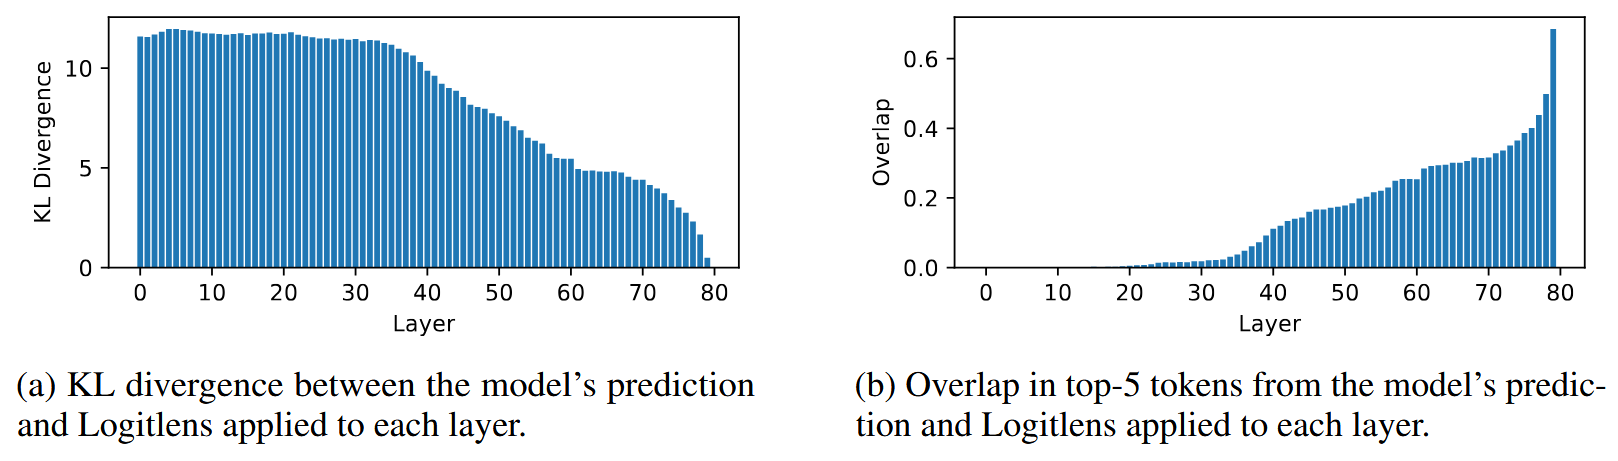 KL Divergence
10
5
0
0 10 20 30 40 50 60 70 80
Layer
(a) KL divergence between the model's prediction
and Logitlens applied to each layer.
Overlap
0.6
0.4
0.2
0.0
0 10 20 30 40 50 60 70 80
Layer
(b) Overlap in top-5 tokens from the model's predic-
tion and Logitlens applied to each layer.